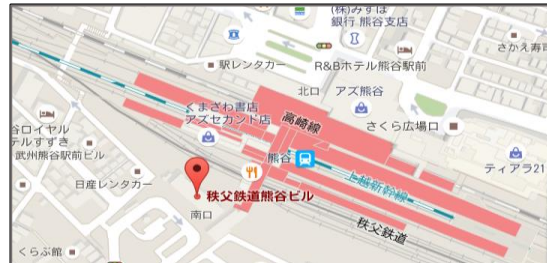 (株)みずほ
銀行 熊谷支店
さかえ寿司
駅レンタカー
R&Bホテル熊谷駅前
北口
アズ熊谷
くまざわ書店
アズセカンド店
高崎線
さくら広場口
谷ロイヤル
テルすずき
武州熊谷駅前ビル
熊谷
ティアラ21
上越新幹線
日産レンタカー
秩父鉄道熊谷ビル
南口
秩父鉄道
くらぶ館